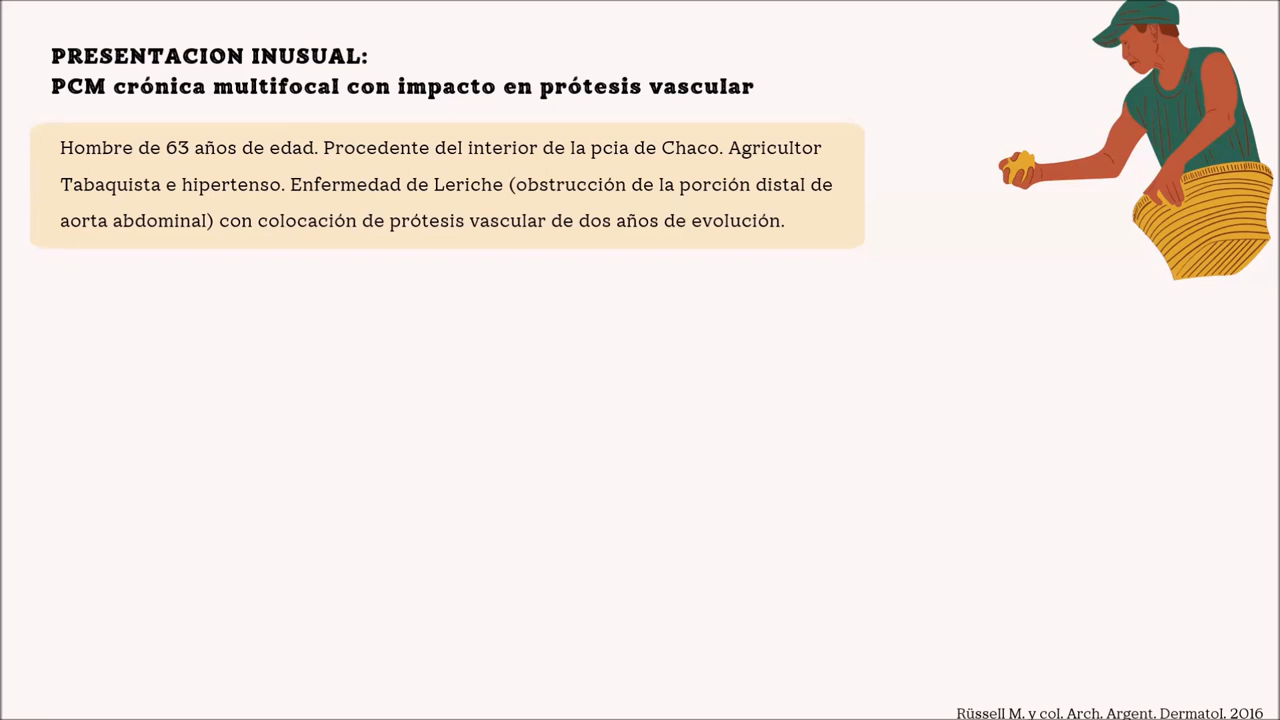 PRESENTACION INUSUAL:
PCM crónica multifocal con impacto en prótesis vascular
Hombre de 63 años de edad. Procedente del interior de la pcia de Chaco. Agricultor
Tabaquista e hipertenso. Enfermedad de Leriche (obstrucción de la porción distal de
aorta abdominal) con colocación de prótesis vascular de dos años de evolución.
Rüssell M. y col. Arch. Argent. Dermatol. 2016